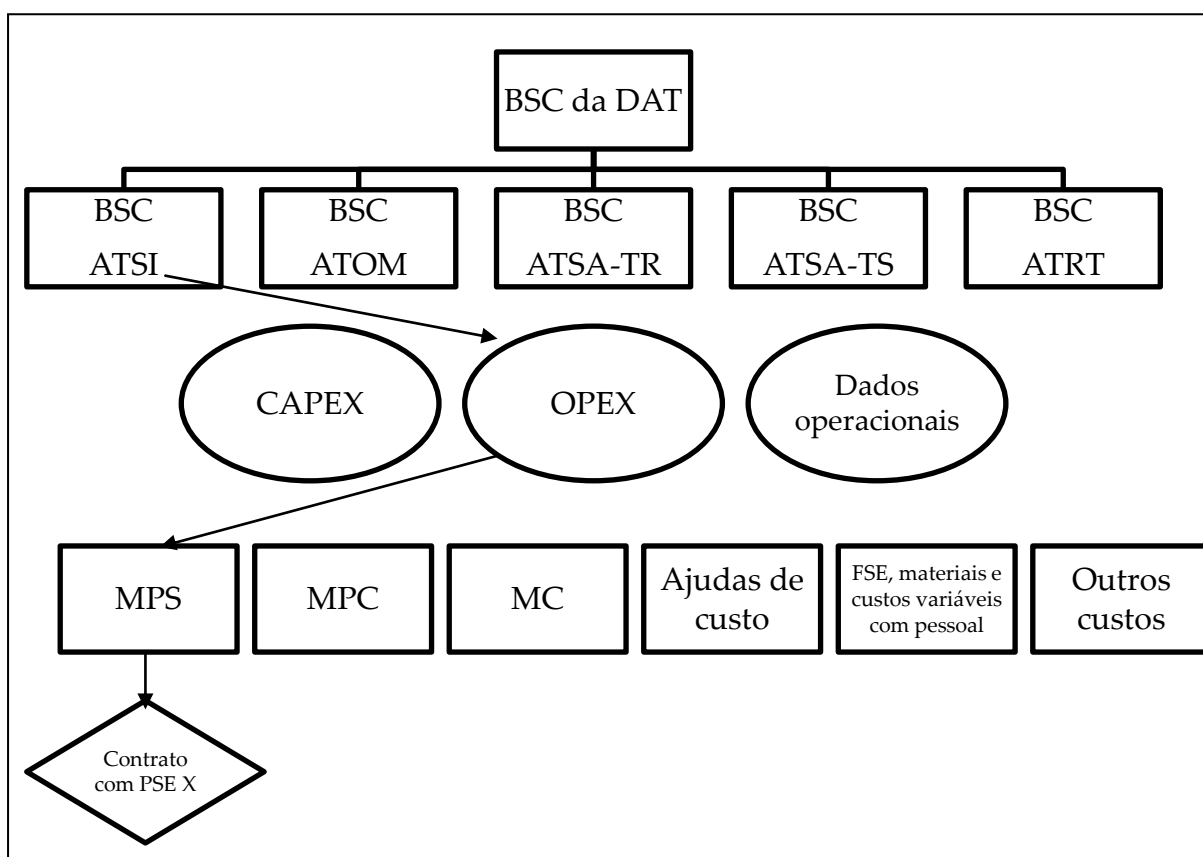 BSC da DAT
BSC
ATSI
BSC
ATOM
BSC
ATSA-TR
BSC
ATSA-TS
BSC
ATRT
CAPEX
OPEX
Dados
operacionais
MPS
MPC
MC
Ajudas de
custo
FSE, materiais e
custos variáveis
com pessoal
Outros
custos
Contrato
com PSE X